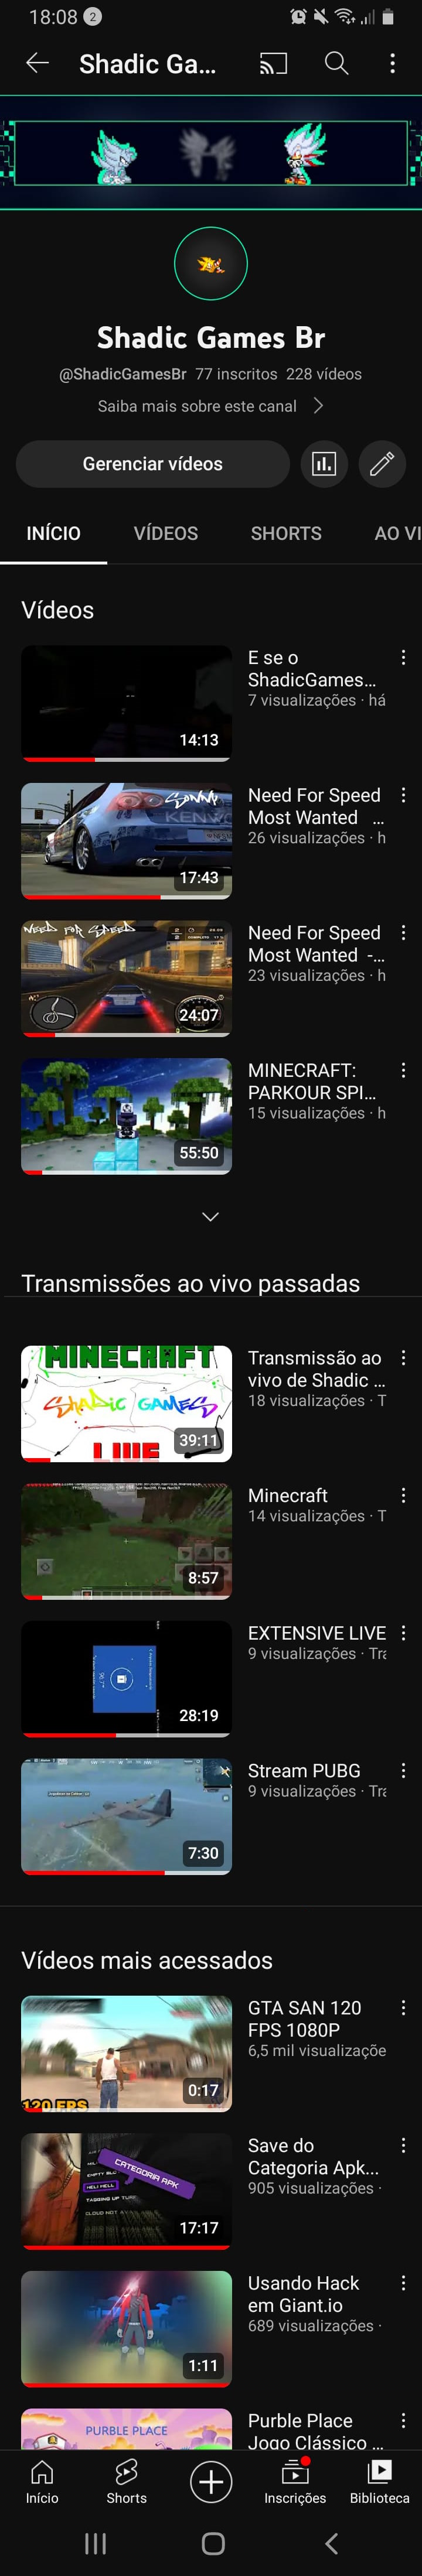 18:08 2
Shadic Ga...
Shadic Games Br
@ShadicGamesBr 77 inscritos 228 vídeos
Saiba mais sobre este canal
Gerenciar vídeos
INÍCIO VÍDEOS SHORTS AO VI
Vídeos
E se o
ShadicGames...
7 visualizações · há
14:13
Need For Speed
Most Wanted ...
26 visualizações · h
17:43
NEED FOR SPEED
Need For Speed
Most Wanted -...
23 visualizações · h
24:07
MINECRAFT:
PARKOUR SPI...
15 visualizações · h
55:50
Transmissões ao vivo passadas
MINECRAFT
SHADIC GAMES
LIVE
39:11
Transmissão ao
vivo de Shadic ...
18 visualizações · T
Minecraft
14 visualizações · T
8:57
EXTENSIVE LIVE
9 visualizações · Tra
28:19
Stream PUBG
9 visualizações · Tra
7:30
Vídeos mais acessados
GTA SAN 120
FPS 1080P
6,5 mil visualizaçõe
0:17
120 FPS
Save do
Categoria Apk...
905 visualizações ·
CATEGORIA APK
HELI HELL
17:17
Usando Hack
em Giant.io
689 visualizações ·
1:11
PURBLE PLACE
Purble Place
Jogo Clássico ...
Início Shorts Inscrições Biblioteca